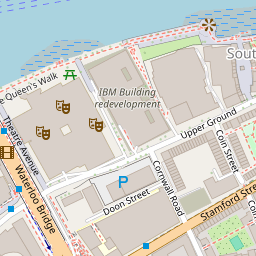 IBM Building
redevelopment
South
e Queen's Walk
Theatre Avenue
Waterloo Bridge
Upper Ground
Coin Street
Cornwall Road
P
Doon Street
Stamford Street